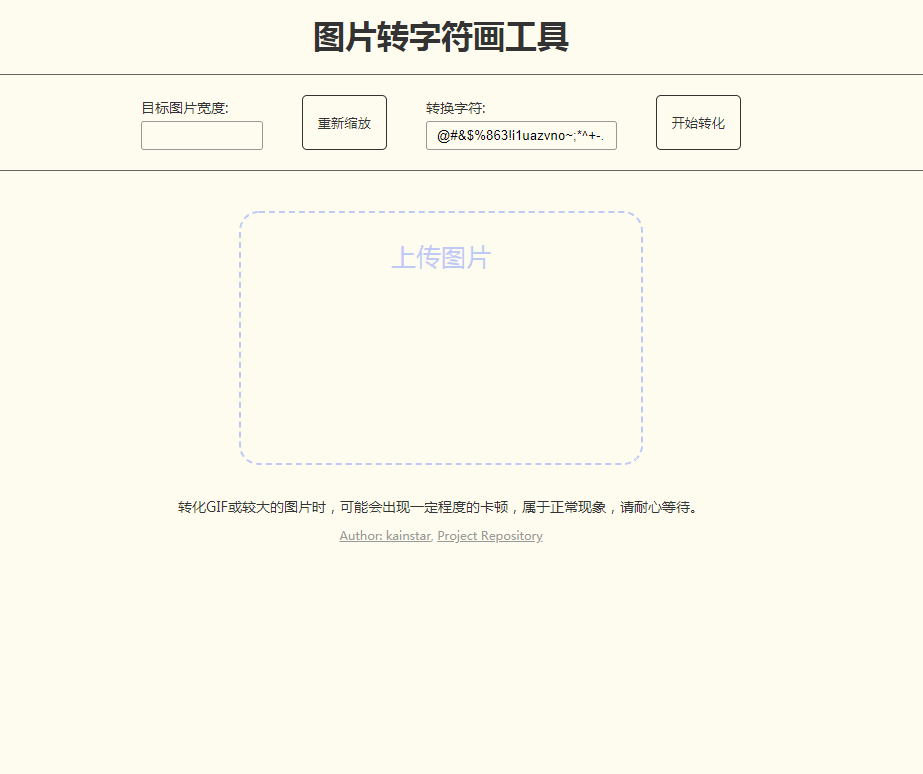 图片转字符画工具
目标图片宽度:
重新缩放
转换字符:
@#&$%863!i1uazvno~;*^+-.
开始转化
上传图片
转化GIF或较大的图片时，可能会出现一定程度的卡顿，属于正常现象，请耐心等待。
Author: kainstar, Project Repository